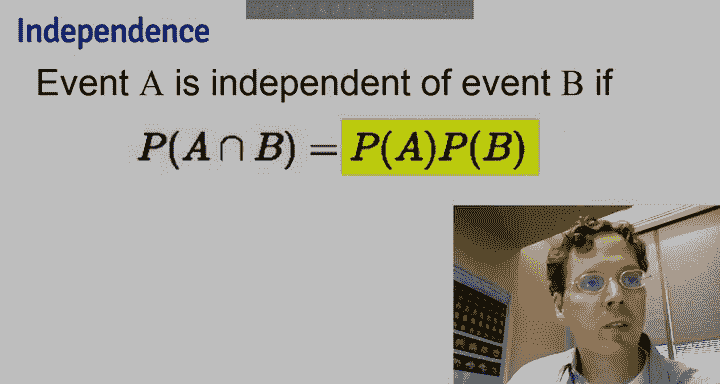 Independence
Event A is independent of event B if
P(A ∩ B) = P(A)P(B)